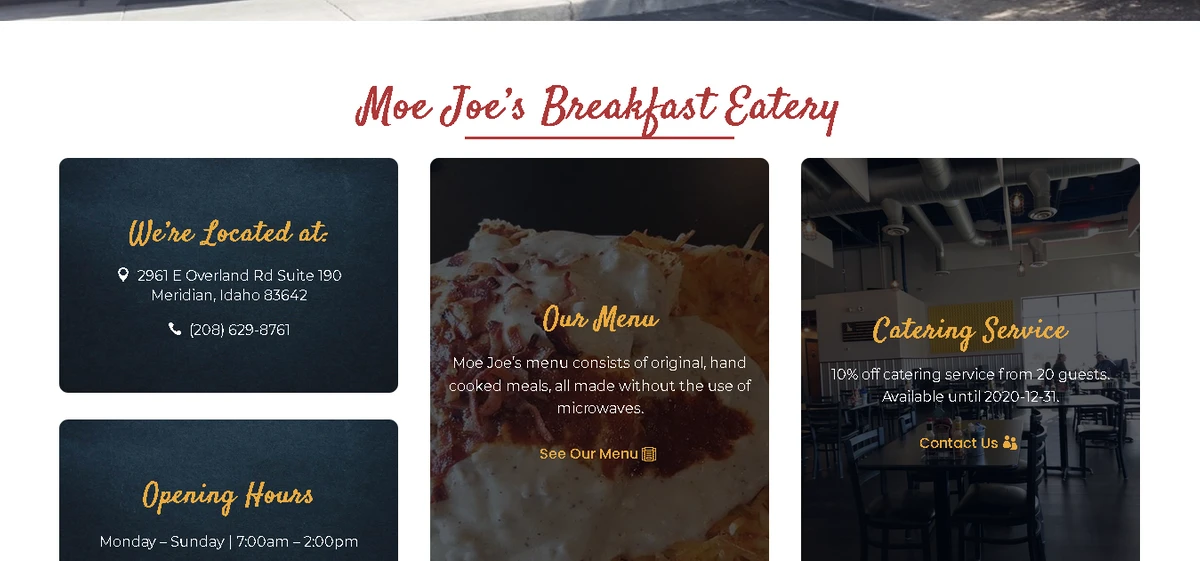 Moe Joe's Breakfast Eatery
We're Located at:
2961 E Overland Rd Suite 190
Meridian, Idaho 83642
(208) 629-8761
Opening Hours
Monday – Sunday | 7:00am – 2:00pm
Our Menu
Moe Joe's menu consists of original, hand
cooked meals, all made without the use of
microwaves.
See Our Menu
Catering Service
10% off catering service from 20 guests.
Available until 2020-12-31.
Contact Us